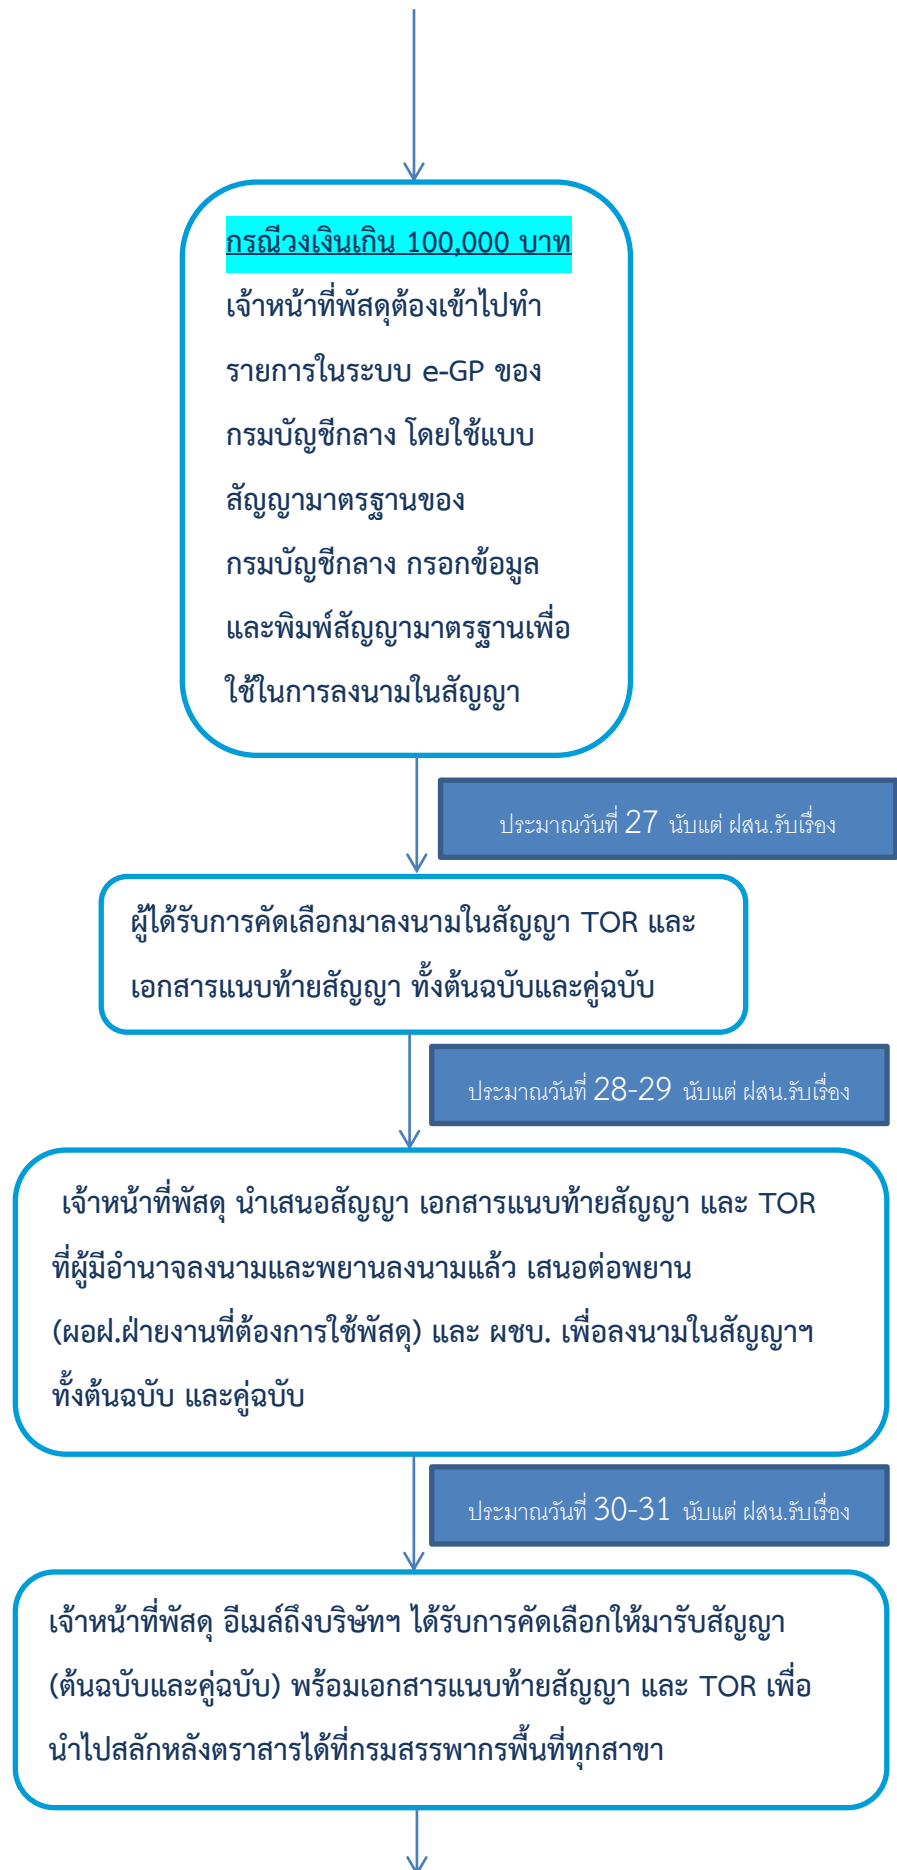 กรณีวงเงินเกิน 100,000 บาท
เจ้าหน้าที่พัสดุต้องเข้าไปทำ
รายการในระบบ e-GP ของ
กรมบัญชีกลาง โดยใช้แบบ
สัญญามาตรฐานของ
กรมบัญชีกลาง กรอกข้อมูล
และพิมพ์สัญญามาตรฐานเพื่อ
ใช้ในการลงนามในสัญญา
ประมาณวันที่ 27 นับแต่ ฝสน.รับเรื่อง
ผู้ได้รับการคัดเลือกมาลงนามในสัญญา TOR และ
เอกสารแนบท้ายสัญญา ทั้งต้นฉบับและคู่ฉบับ
ประมาณวันที่ 28-29 นับแต่ ฝสน.รับเรื่อง
เจ้าหน้าที่พัสดุ นำเสนอสัญญา เอกสารแนบท้ายสัญญา และ TOR
ที่ผู้มีอำนาจลงนามและพยานลงนามแล้ว เสนอต่อพยาน
(ผอฝ.ฝ่ายงานที่ต้องการใช้พัสดุ) และ ผชบ. เพื่อลงนามในสัญญาฯ
ทั้งต้นฉบับ และคู่ฉบับ
ประมาณวันที่ 30-31 นับแต่ ฝสน.รับเรื่อง
เจ้าหน้าที่พัสดุ อีเมล์ถึงบริษัทฯ ได้รับการคัดเลือกให้มารับสัญญา
(ต้นฉบับและคู่ฉบับ) พร้อมเอกสารแนบท้ายสัญญา และ TOR เพื่อ
นำไปสลักหลังตราสารได้ที่กรมสรรพากรพื้นที่ทุกสาขา